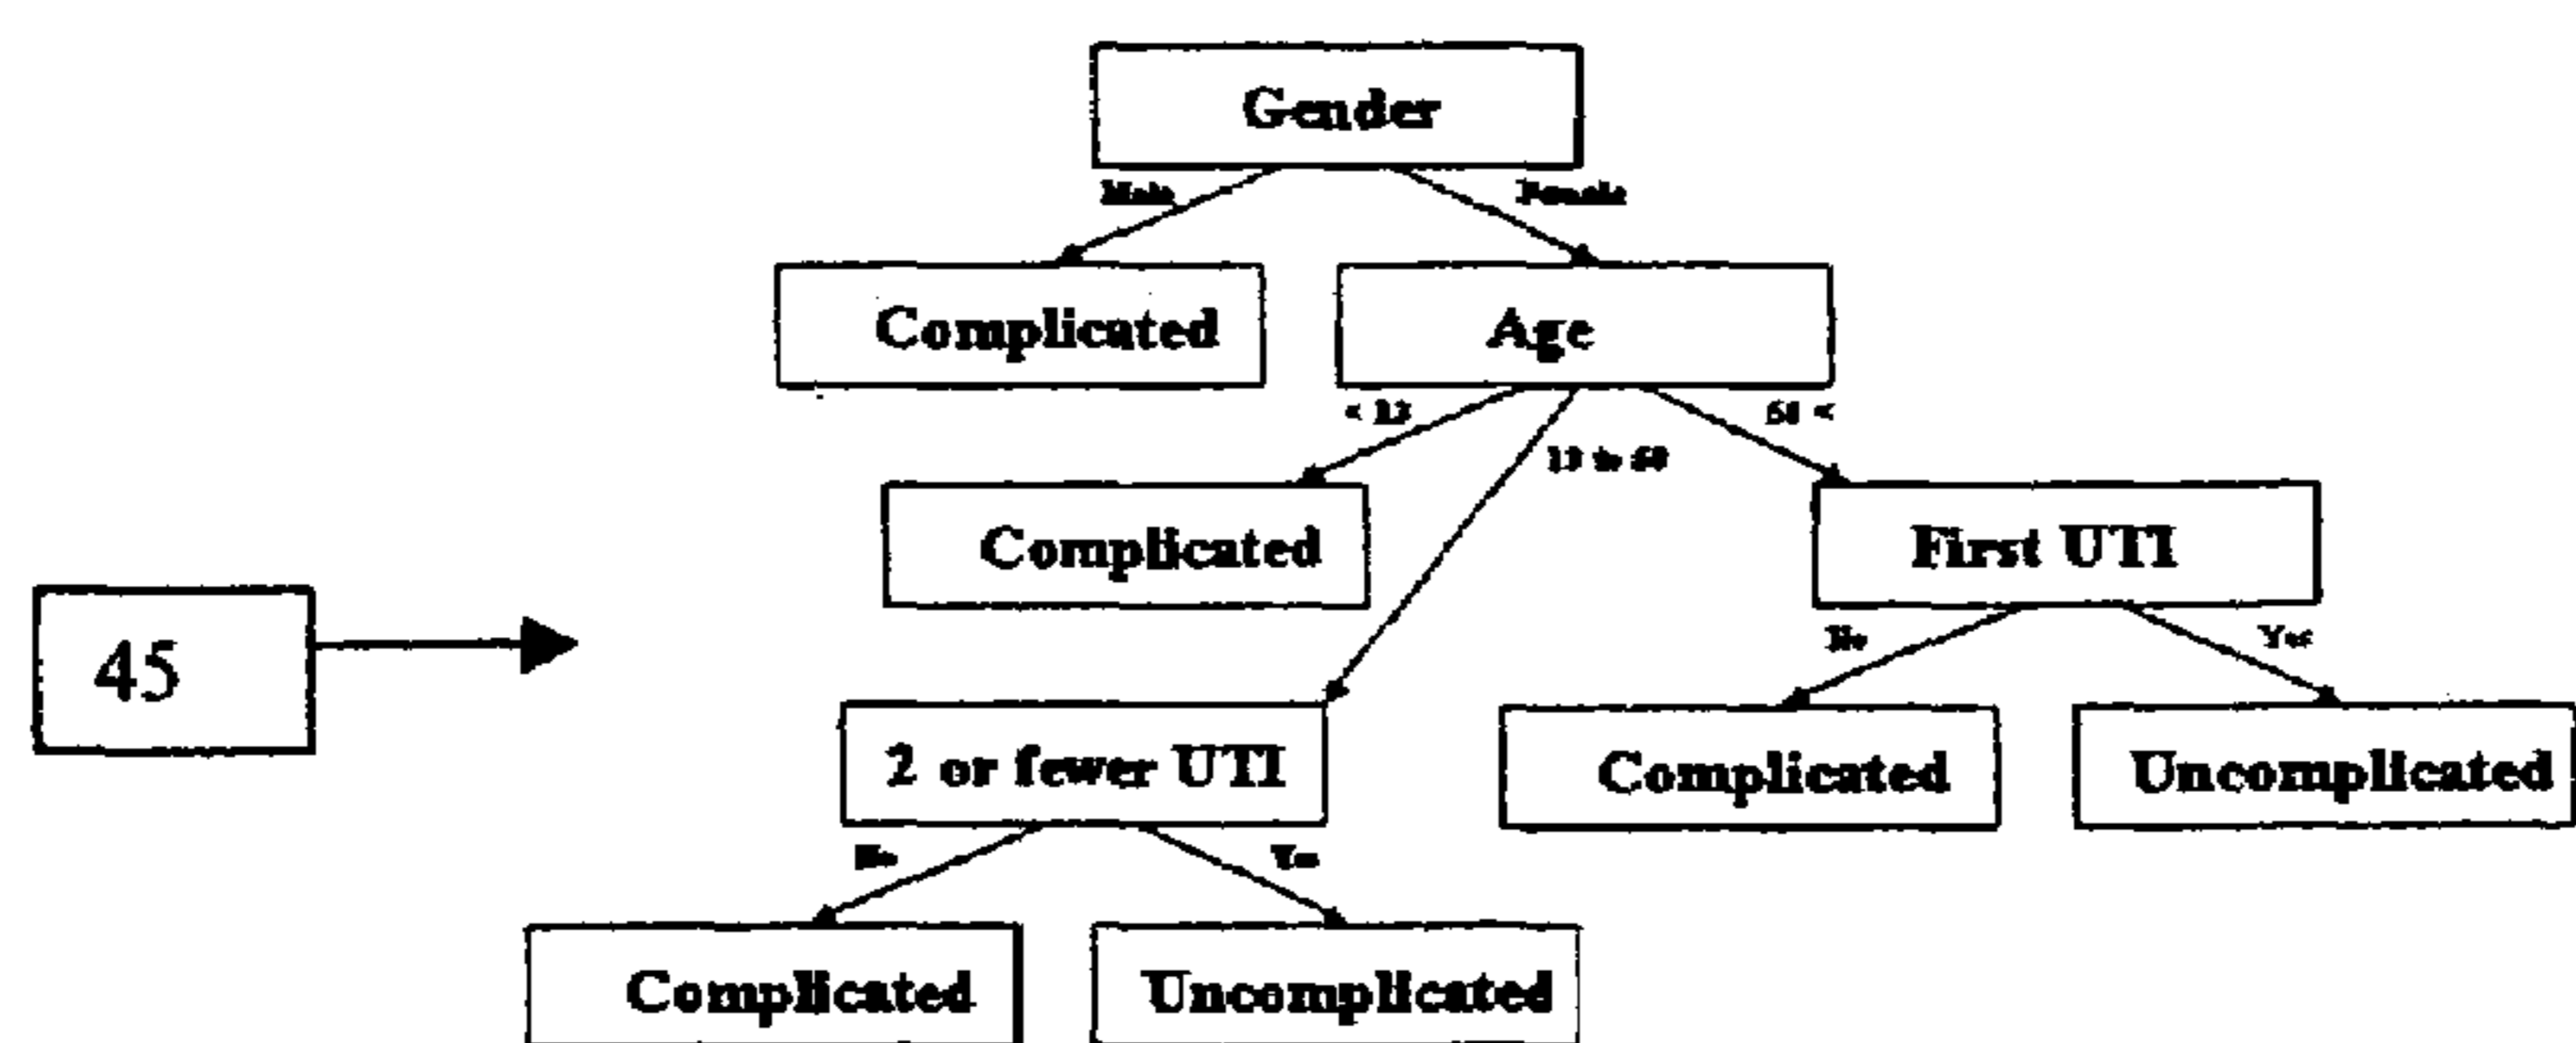 Gender
Male
Female
Complicated
Age
< 13
13 to 60
60 <
Complicated
First UTI
45
No
Yes
2 or fewer UTI
Complicated
Uncomplicated
No
Yes
Complicated
Uncomplicated